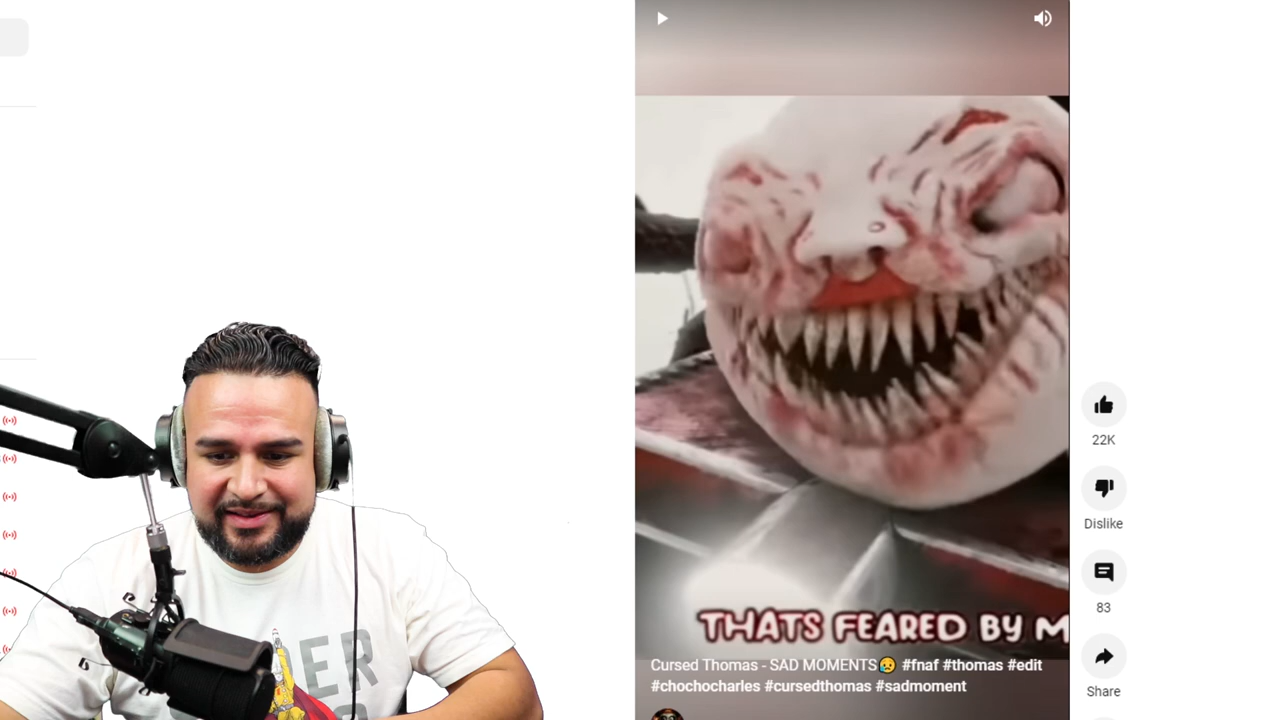 THATS FEARED BY M
Cursed Thomas - SAD MOMENTS😥 #fnaf #thomas #edit
#chochocharles #cursedthomas #sadmoment
22K
Dislike
83
Share